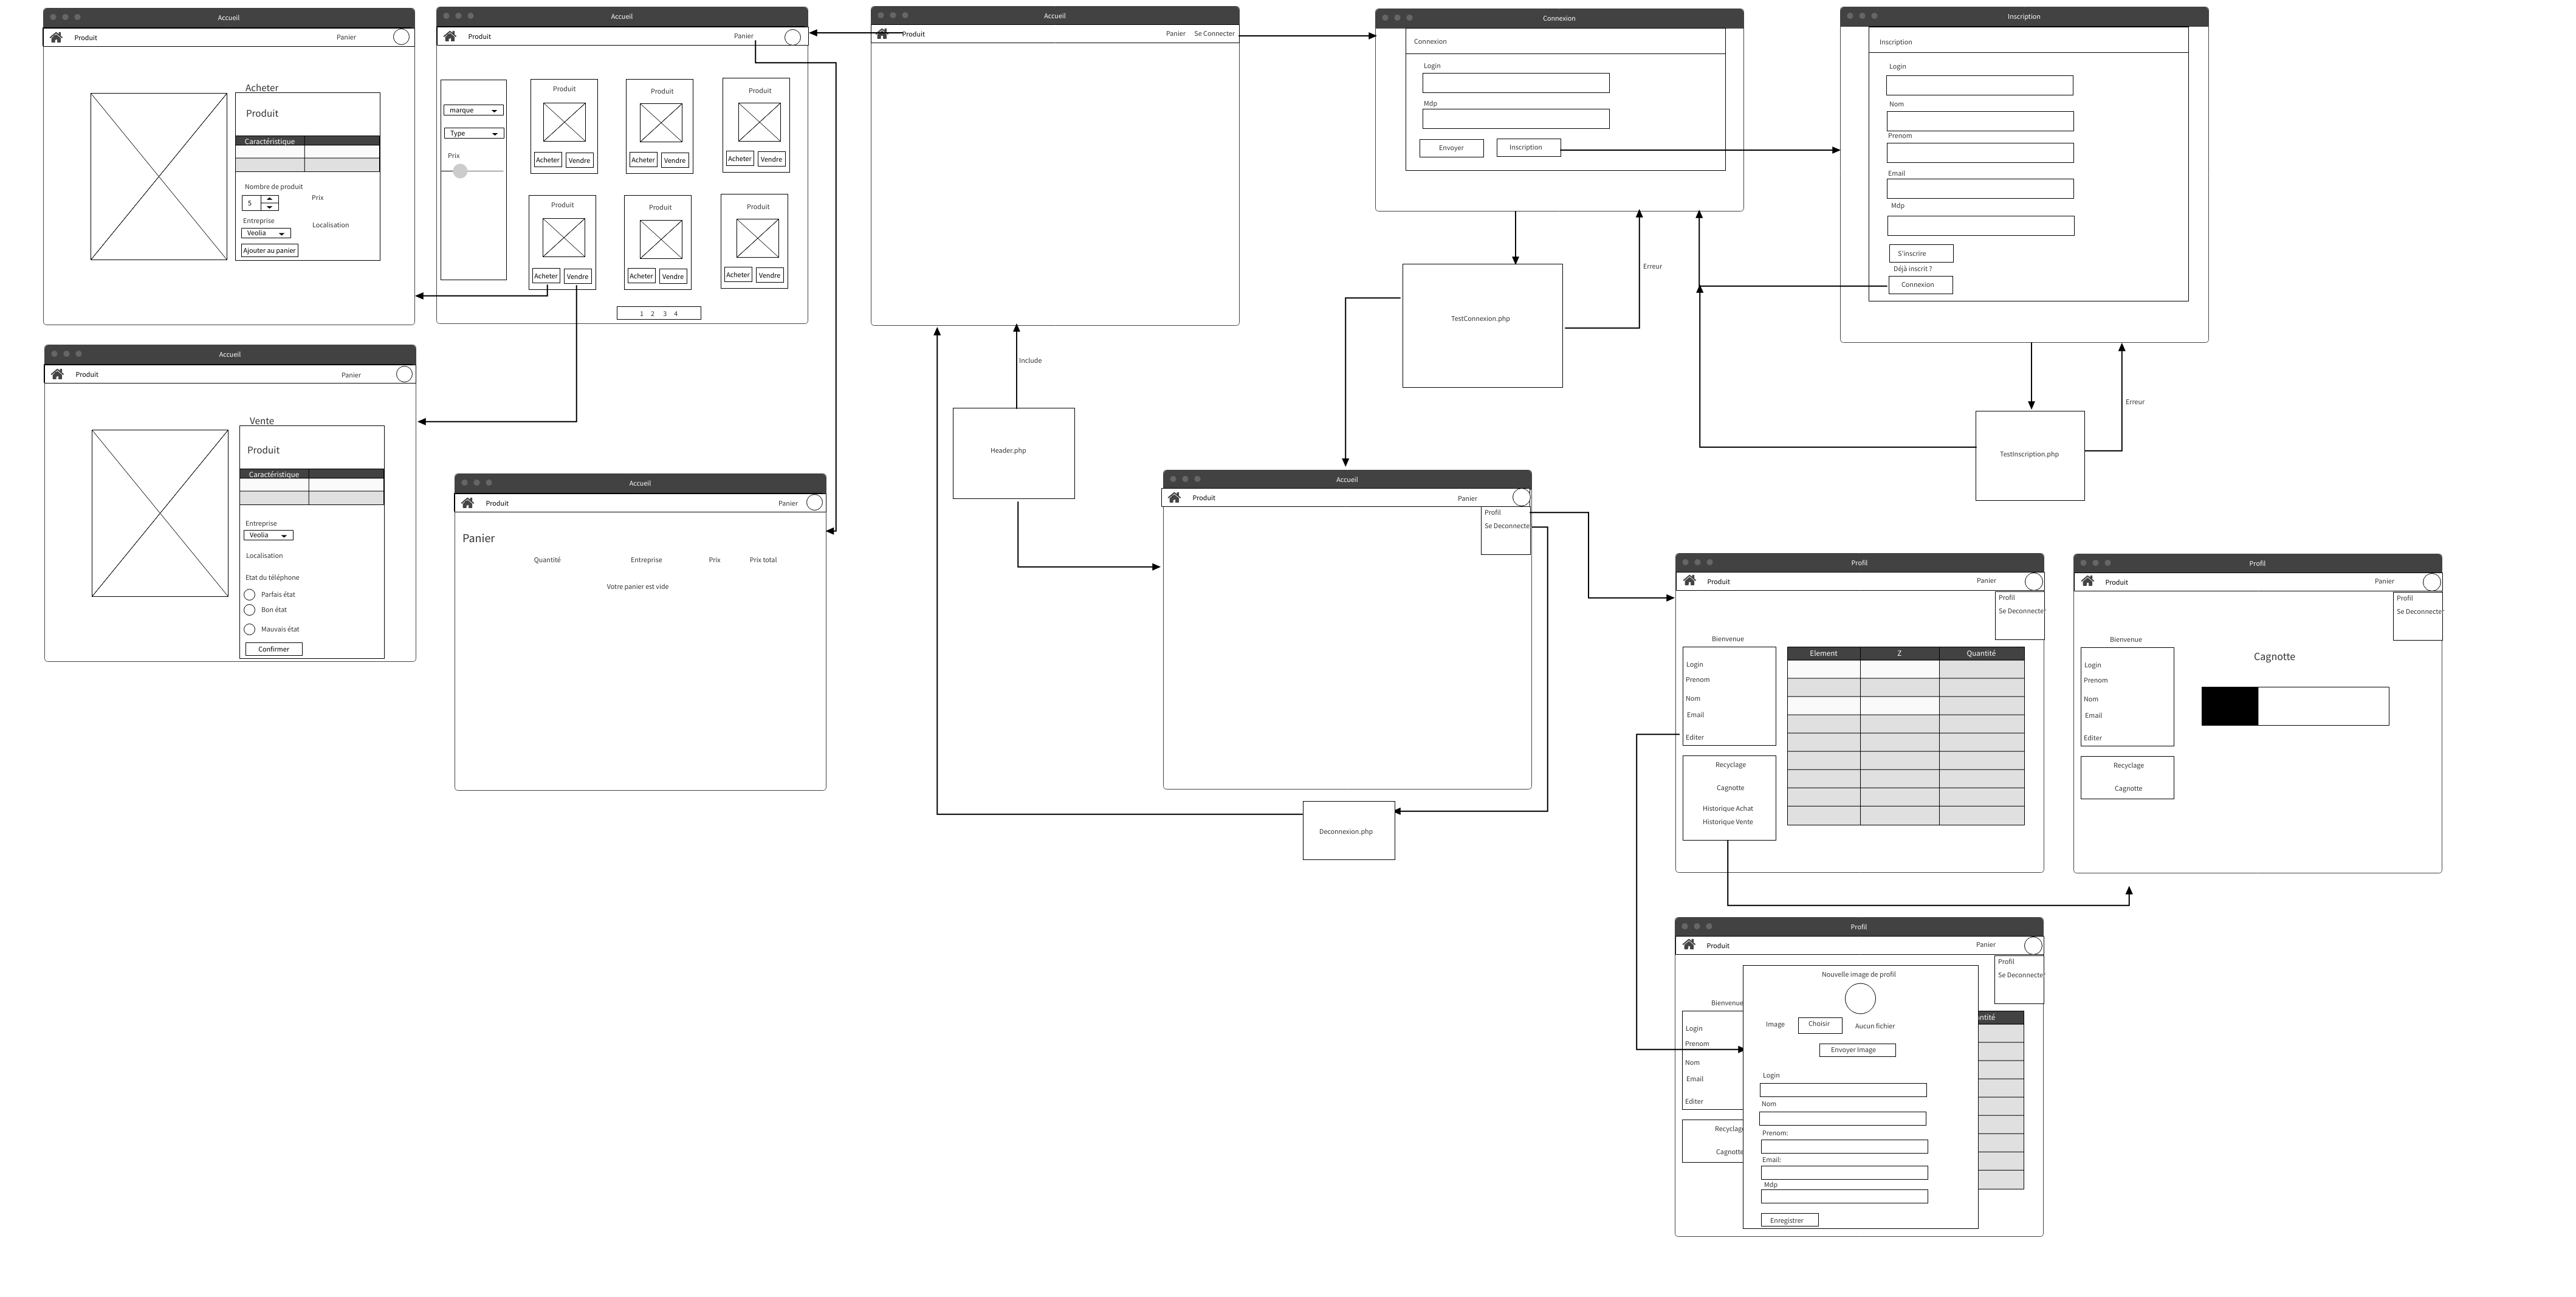 Accueil
Produit
Panier
Acheter
Produit
Caractéristique
Nombre de produit
5
Prix
Entreprise
Localisation
Veolia
Ajouter au panier
Accueil
Produit
Panier
marque
Type
Prix
Produit
Acheter
Vendre
Produit
Acheter
Vendre
Produit
Acheter
Vendre
Produit
Acheter
Vendre
Produit
Acheter
Vendre
Produit
Acheter
Vendre
1 2 3 4
Accueil
Produit
Panier
Se Connecter
Connexion
Connexion
Login
Mdp
Envoyer
Inscription
Inscription
Inscription
Login
Nom
Prenom
Email
Mdp
S'inscrire
Déjà inscrit ?
Connexion
Erreur
TestConnexion.php
Include
Header.php
Erreur
TestInscription.php
Accueil
Produit
Panier
Vente
Produit
Caractéristique
Entreprise
Veolia
Localisation
Etat du téléphone
Parfais état
Bon état
Mauvais état
Confirmer
Accueil
Produit
Panier
Panier
Quantité
Entreprise
Prix
Prix total
Votre panier est vide
Accueil
Produit
Panier
Profil
Se Deconnecter
Deconnexion.php
Profil
Produit
Panier
Profil
Se Deconnecter
Bienvenue
Login
Prenom
Nom
Email
Editer
Element
Z
Quantité
Recyclage
Cagnotte
Historique Achat
Historique Vente
Profil
Produit
Panier
Profil
Se Deconnecter
Bienvenue
Login
Prenom
Nom
Email
Editer
Cagnotte
Recyclage
Cagnotte
Profil
Produit
Panier
Profil
Se Deconnecter
Bienvenue
Login
Prenom
Nom
Email
Editer
Recyclag
Cagnotte
ntité
Nouvelle image de profil
Image
Choisir
Aucun fichier
Envoyer Image
Login
Nom
Prenom:
Email:
Mdp
Enregistrer